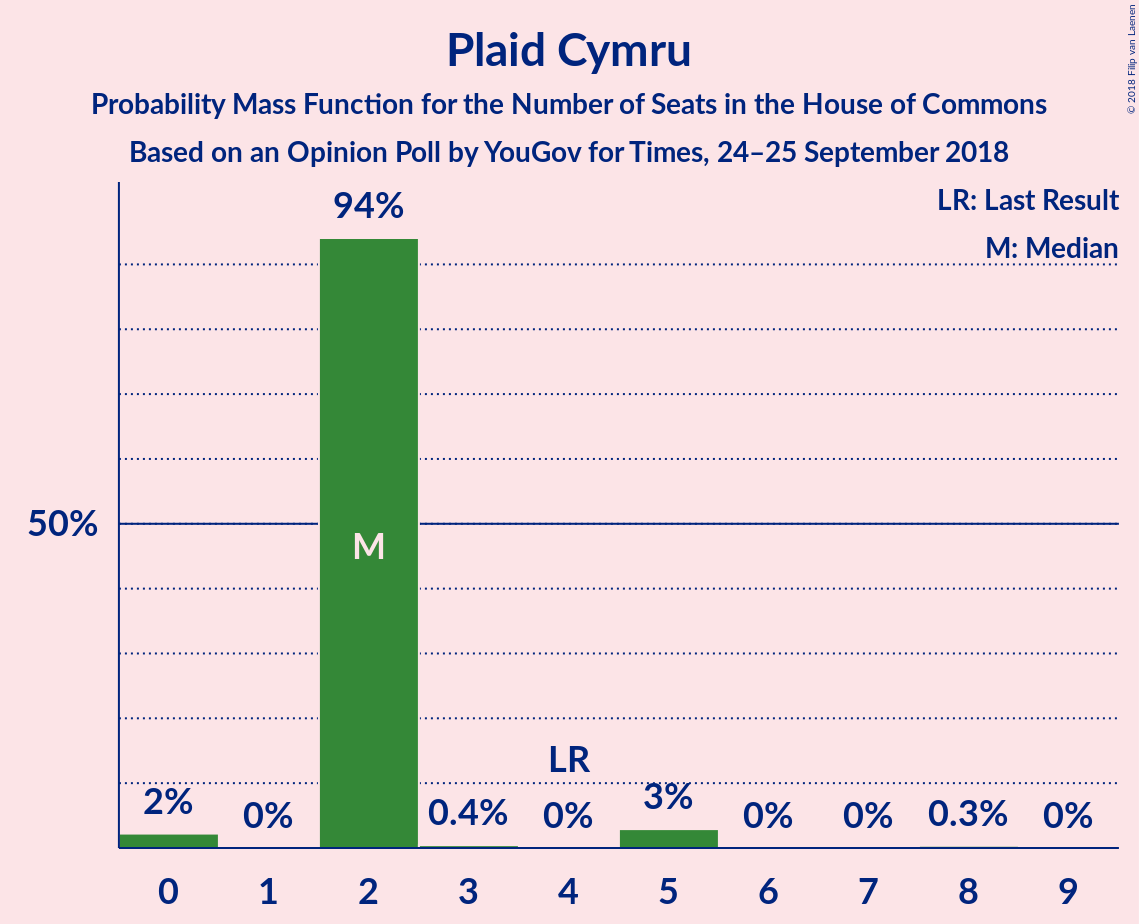 Plaid Cymru
Probability Mass Function for the Number of Seats in the House of Commons
Based on an Opinion Poll by YouGov for Times, 24–25 September 2018
© 2018 Filip van Laenen
LR: Last Result
M: Median
94%
50%
M
LR
2%
0%
0.4%
0%
3%
0%
0%
0.3%
0%
0 1 2 3 4 5 6 7 8 9